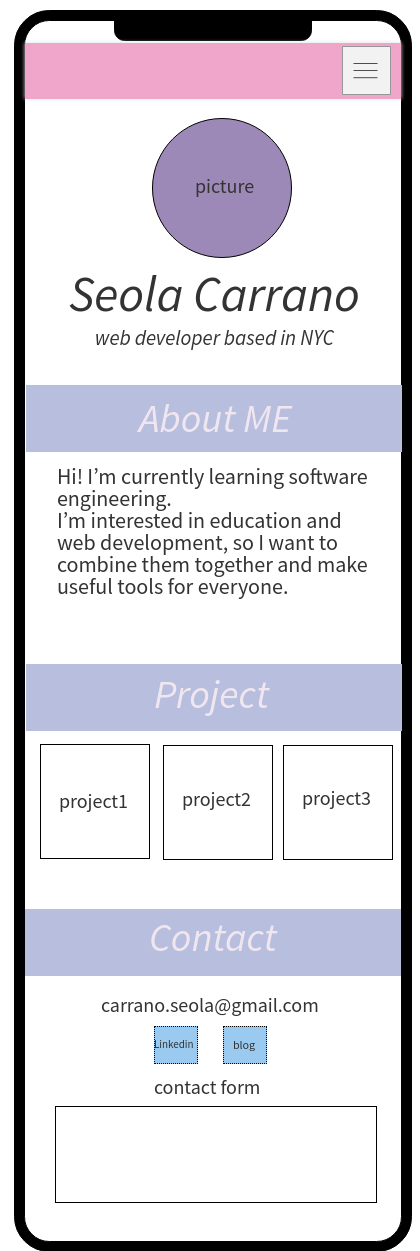 picture
Seola Carrano
web developer based in NYC
About ME
Hi! I’m currently learning software
engineering.
I’m interested in education and
web development, so I want to
combine them together and make
useful tools for everyone.
Project
project1 project2 project3
Contact
carrano.seola@gmail.com
Linkedin blog
contact form